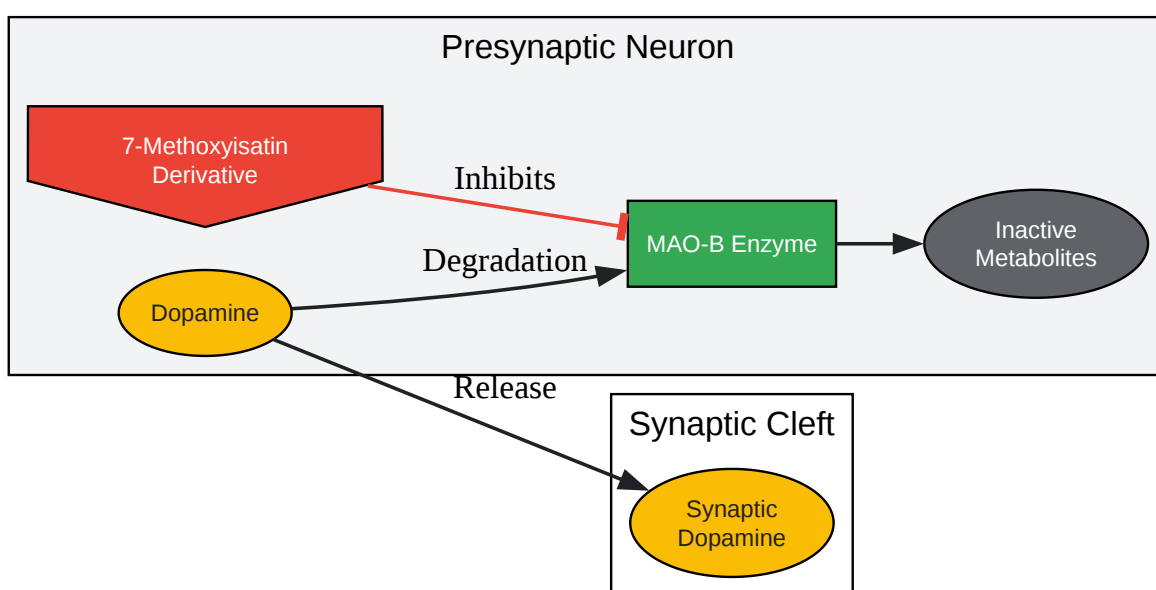 Presynaptic Neuron
7-Methoxyisatin
Derivative
Inhibits
MAO-B Enzyme
Inactive
Metabolites
Degradation
Dopamine
Release
Synaptic Cleft
Synaptic
Dopamine